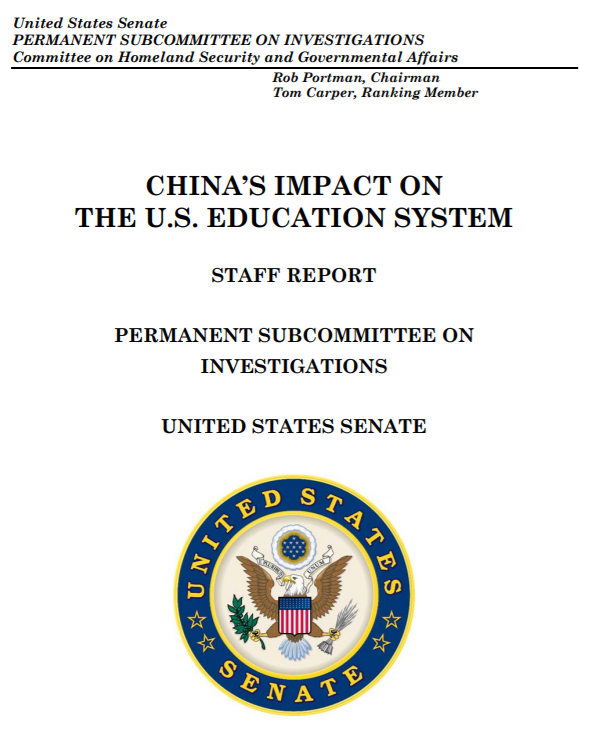 United States Senate
PERMANENT SUBCOMMITTEE ON INVESTIGATIONS
Committee on Homeland Security and Governmental Affairs
Rob Portman, Chairman
Tom Carper, Ranking Member
CHINA’S IMPACT ON
THE U.S. EDUCATION SYSTEM
STAFF REPORT
PERMANENT SUBCOMMITTEE ON
INVESTIGATIONS
UNITED STATES SENATE
UNITED STATES
UNUM
SENATE